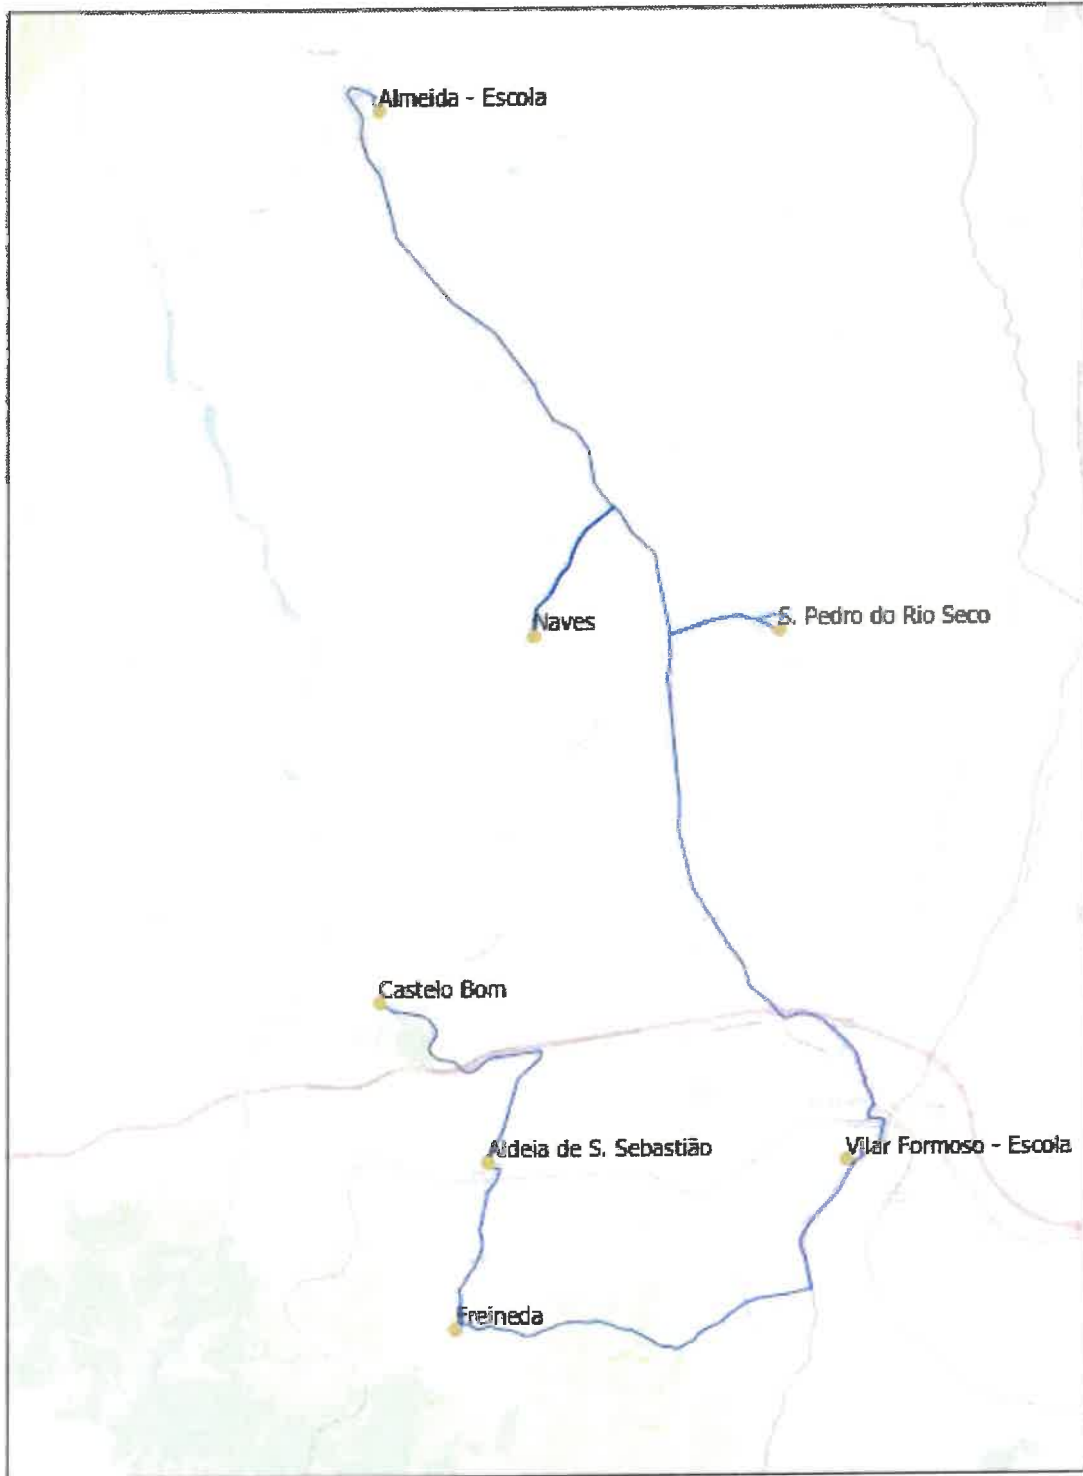 Almeida - Escola
Naves
S. Pedro do Rio Seco
Castelo Bom
Aldeia de S. Sebastião
Vilar Formoso - Escola
Freineda